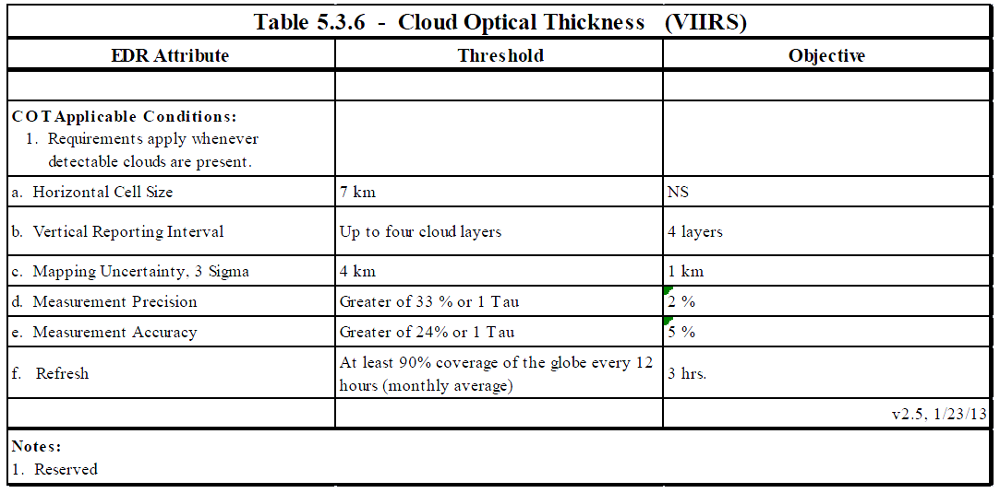 Table 5.3.6 - Cloud Optical Thickness (VIIRS)
EDR Attribute Threshold Objective
COT Applicable Conditions:
1. Requirements apply whenever
detectable clouds are present.
a. Horizontal Cell Size 7 km NS
b. Vertical Reporting Interval Up to four cloud layers 4 layers
c. Mapping Uncertainty, 3 Sigma 4 km 1 km
d. Measurement Precision Greater of 33 % or 1 Tau 2 %
e. Measurement Accuracy Greater of 24% or 1 Tau 5 %
f. Refresh At least 90% coverage of the globe every 12
hours (monthly average) 3 hrs.
v2.5, 1/23/13
Notes:
1. Reserved